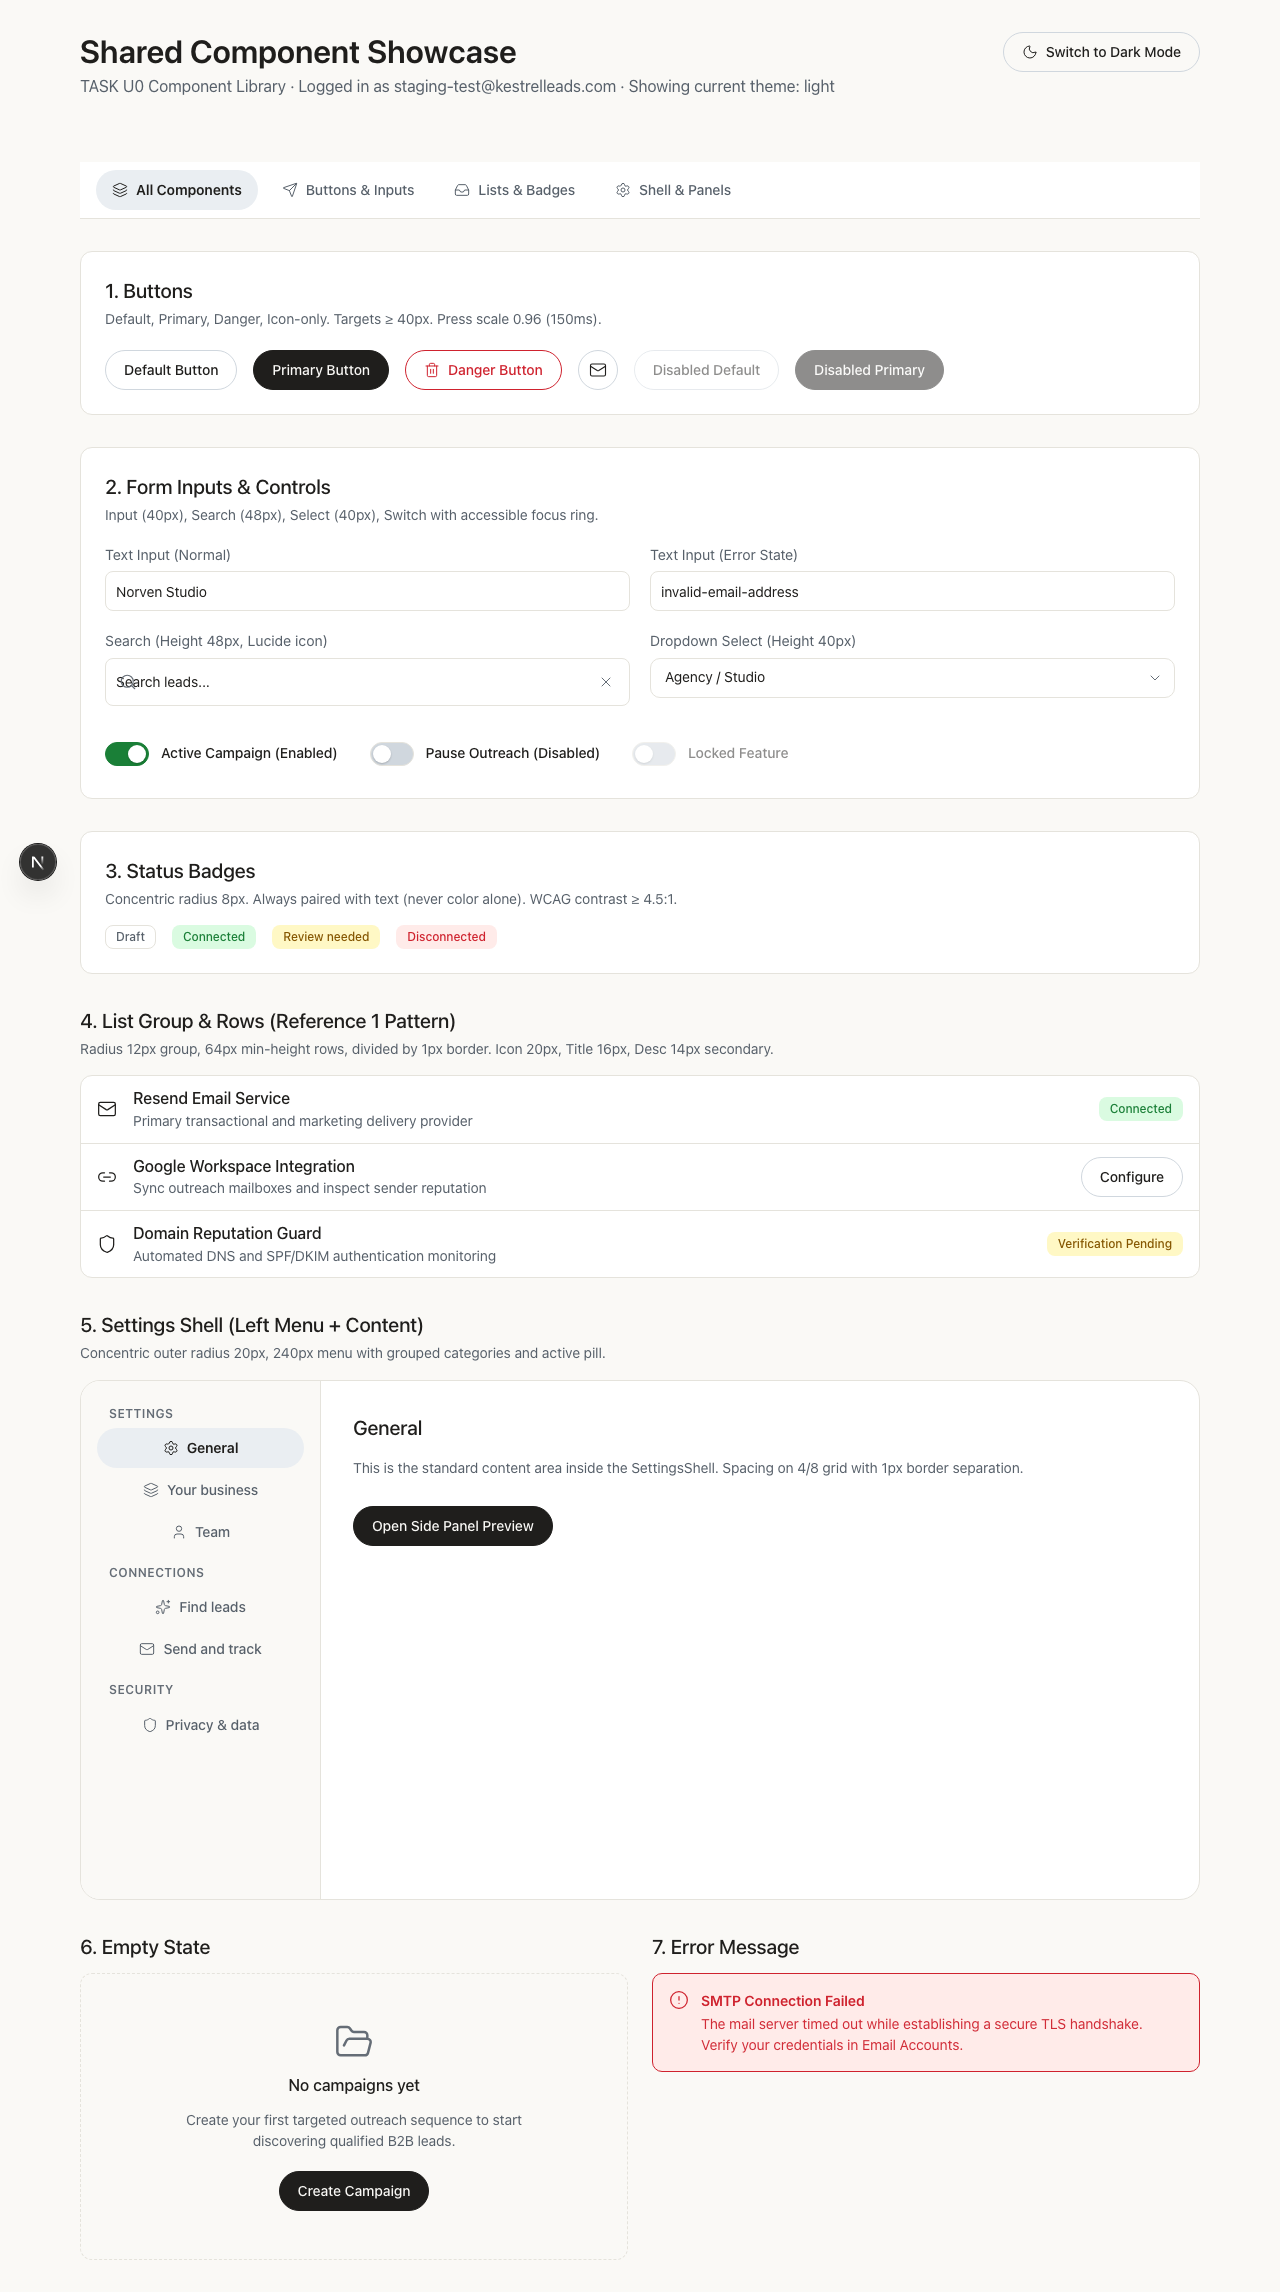 Shared Component Showcase
Switch to Dark Mode
TASK U0 Component Library · Logged in as staging-test@kestrelleads.com · Showing current theme: light
All Components
Buttons & Inputs
Lists & Badges
Shell & Panels
1. Buttons
Default, Primary, Danger, Icon-only. Targets ≥ 40px. Press scale 0.96 (150ms).
Default Button
Primary Button
Danger Button
Disabled Default
Disabled Primary
2. Form Inputs & Controls
Input (40px), Search (48px), Select (40px), Switch with accessible focus ring.
Text Input (Normal)
Text Input (Error State)
Norven Studio
invalid-email-address
Search (Height 48px, Lucide icon)
Dropdown Select (Height 40px)
Search leads...
Agency / Studio
Active Campaign (Enabled)
Pause Outreach (Disabled)
Locked Feature
N
3. Status Badges
Concentric radius 8px. Always paired with text (never color alone). WCAG contrast ≥ 4.5:1.
Draft
Connected
Review needed
Disconnected
4. List Group & Rows (Reference 1 Pattern)
Radius 12px group, 64px min-height rows, divided by 1px border. Icon 20px, Title 16px, Desc 14px secondary.
Resend Email Service
Primary transactional and marketing delivery provider
Connected
Google Workspace Integration
Sync outreach mailboxes and inspect sender reputation
Configure
Domain Reputation Guard
Automated DNS and SPF/DKIM authentication monitoring
Verification Pending
5. Settings Shell (Left Menu + Content)
Concentric outer radius 20px, 240px menu with grouped categories and active pill.
SETTINGS
General
Your business
Team
CONNECTIONS
Find leads
Send and track
SECURITY
Privacy & data
General
This is the standard content area inside the SettingsShell. Spacing on 4/8 grid with 1px border separation.
Open Side Panel Preview
6. Empty State
No campaigns yet
Create your first targeted outreach sequence to start
discovering qualified B2B leads.
Create Campaign
7. Error Message
SMTP Connection Failed
The mail server timed out while establishing a secure TLS handshake.
Verify your credentials in Email Accounts.